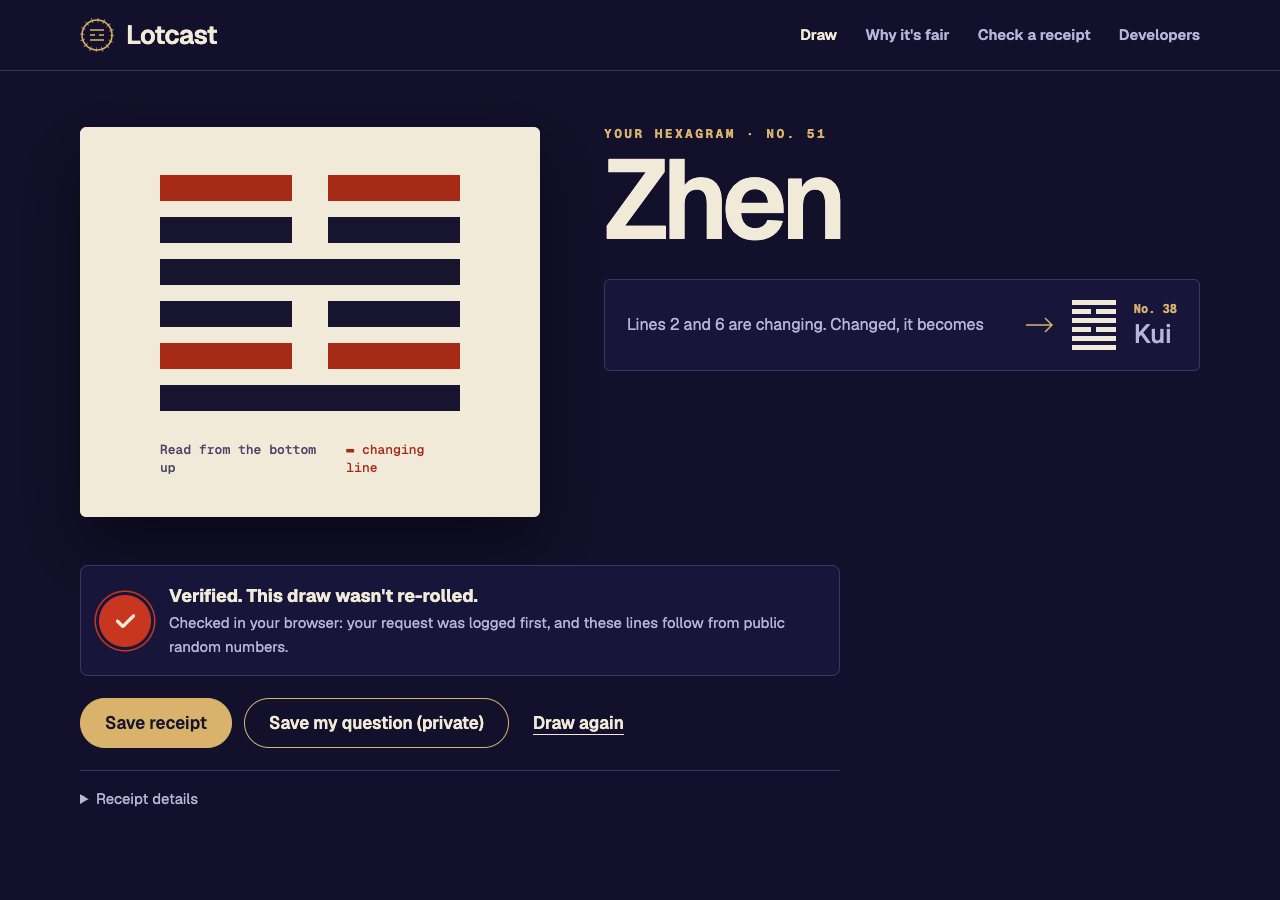 Lotcast
Draw
Why it's fair
Check a receipt
Developers
Read from the bottom
up
changing
line
YOUR HEXAGRAM · NO. 51
Zhen
Lines 2 and 6 are changing. Changed, it becomes
No. 38
Kui
Verified. This draw wasn't re-rolled.
Checked in your browser: your request was logged first, and these lines follow from public
random numbers.
Save receipt
Save my question (private)
Draw again
Receipt details